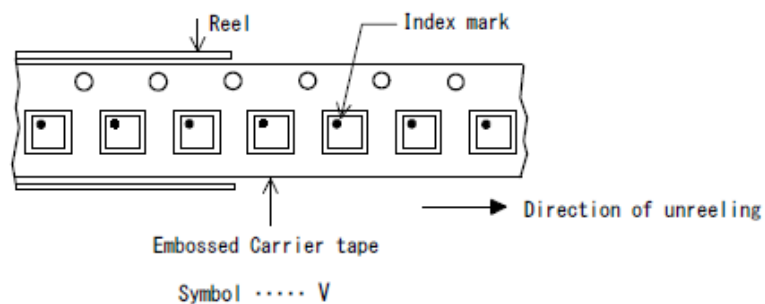 Reel
Index mark
Direction of unreeling
Embossed Carrier tape
Symbol ····· V